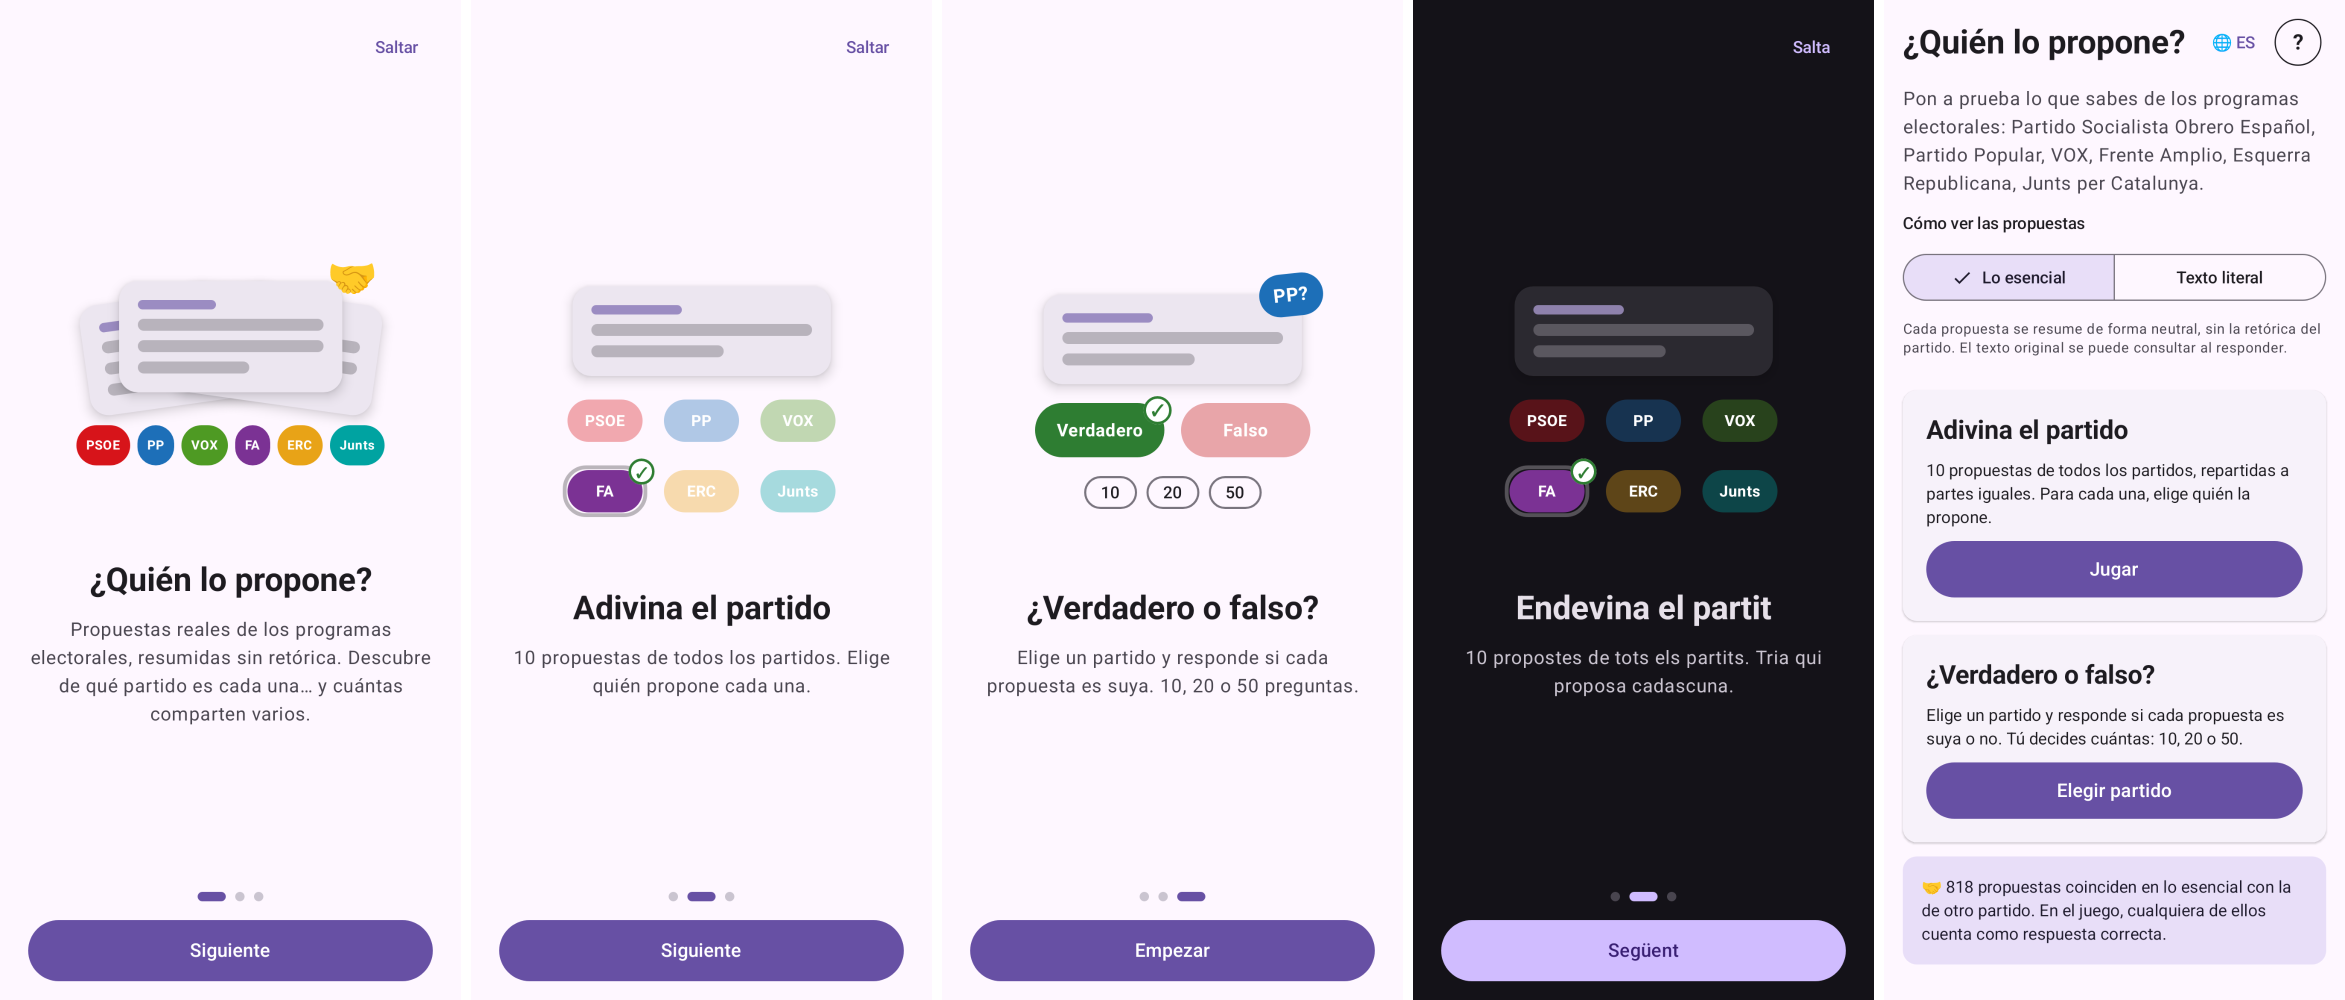 Saltar
PSOE PP VOX FA ERC Junts
¿Quién lo propone?
Propuestas reales de los programas
electorales, resumidas sin retórica. Descubre
de qué partido es cada una… y cuántas
comparten varios.
Siguiente
Saltar
PSOE PP VOX
FA ERC Junts
Adivina el partido
10 propuestas de todos los partidos. Elige
quién propone cada una.
Siguiente
PP?
Verdadero Falso
10 20 50
¿Verdadero o falso?
Elige un partido y responde si cada
propuesta es suya. 10, 20 o 50 preguntas.
Empezar
Salta
PSOE PP VOX
FA ERC Junts
Endevina el partit
10 propostes de tots els partits. Tria qui
proposa cadascuna.
Següent
¿Quién lo propone? ES ?
Pon a prueba lo que sabes de los programas
electorales: Partido Socialista Obrero Español,
Partido Popular, VOX, Frente Amplio, Esquerra
Republicana, Junts per Catalunya.
Cómo ver las propuestas
Lo esencial Texto literal
Cada propuesta se resume de forma neutral, sin la retórica del
partido. El texto original se puede consultar al responder.
Adivina el partido
10 propuestas de todos los partidos, repartidas a
partes iguales. Para cada una, elige quién la
propone.
Jugar
¿Verdadero o falso?
Elige un partido y responde si cada propuesta es
suya o no. Tú decides cuántas: 10, 20 o 50.
Elegir partido
🤝 818 propuestas coinciden en lo esencial con la
de otro partido. En el juego, cualquiera de ellos
cuenta como respuesta correcta.